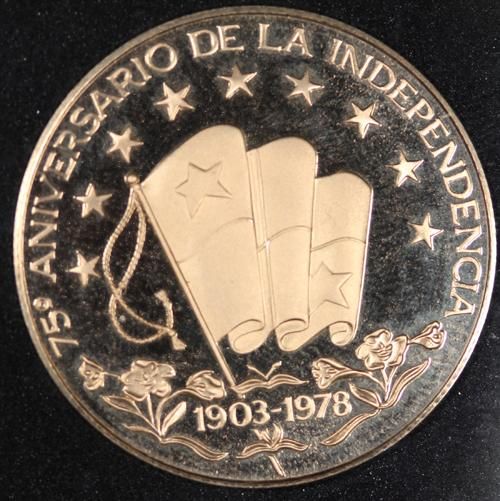 75º ANIVERSARIO DE LA INDEPENDENCIA
1903-1978